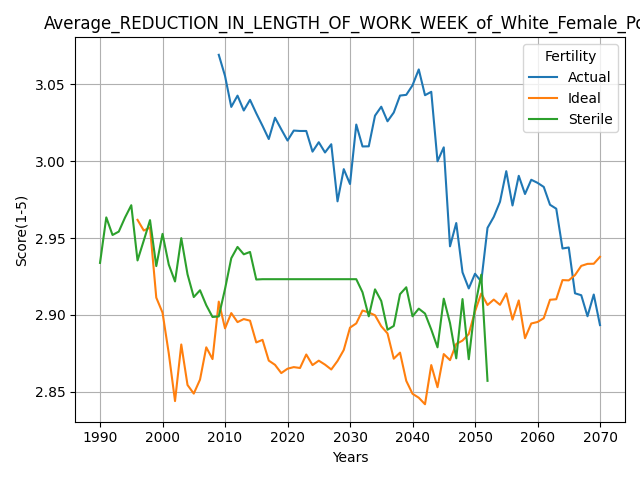 Average_REDUCTION_IN_LENGTH_OF_WORK_WEEK_of_White_Female_Po
Fertility
Actual
Ideal
Sterile
3.05
3.00
2.95
2.90
2.85
Score(1-5)
1990 2000 2010 2020 2030 2040 2050 2060 2070
Years